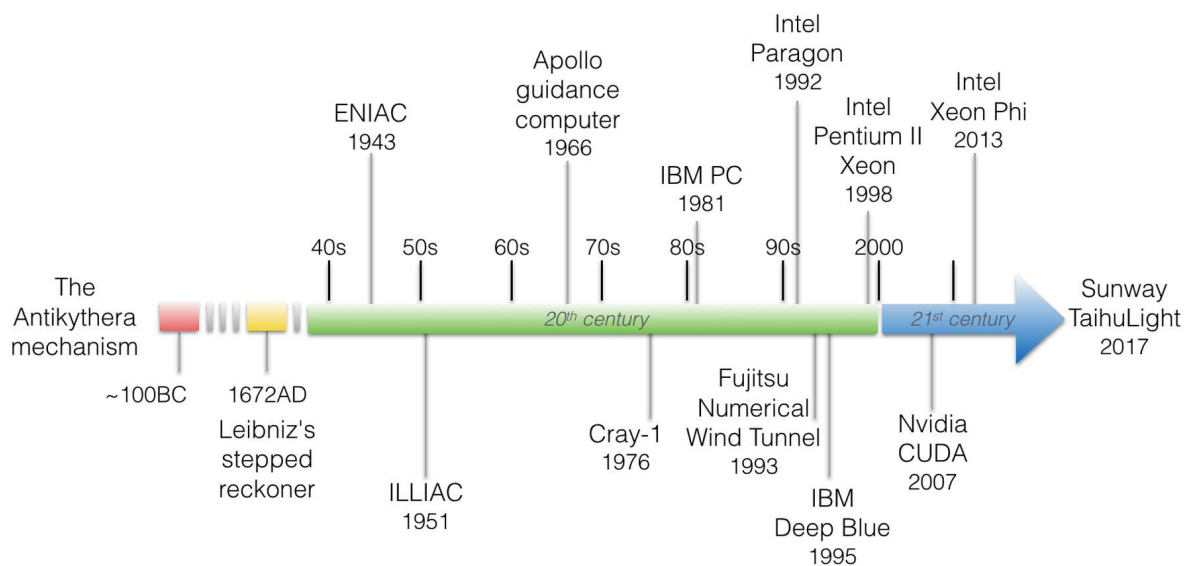 Intel
Paragon
1992
Apollo
guidance
computer
1966
Intel
Xeon Phi
2013
ENIAC
1943
Intel
Pentium II
Xeon
1998
IBM PC
1981
40s
50s
60s
70s
80s
90s
2000
The
Antikythera
mechanism
20th century
21st century
Sunway
TaihuLight
2017
~100BC
1672AD
Leibniz's
stepped
reckoner
ILLIAC
1951
Cray-1
1976
Fujitsu
Numerical
Wind Tunnel
1993
IBM
Deep Blue
1995
Nvidia
CUDA
2007